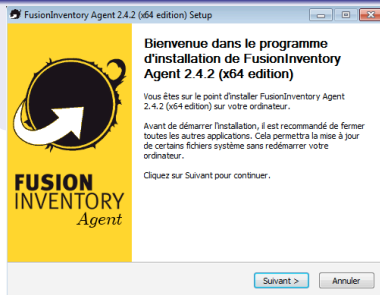 FusionInventory Agent 2.4.2 (x64 edition) Setup
Bienvenue dans le programme
d'installation de FusionInventory
Agent 2.4.2 (x64 edition)
Vous êtes sur le point d'installer FusionInventory Agent
2.4.2 (x64 edition) sur votre ordinateur.
Avant de démarrer l'installation, il est recommandé de fermer
toutes les autres applications. Cela permettra la mise à jour
de certains fichiers système sans redémarrer votre
ordinateur.
Cliquez sur Suivant pour continuer.
FUSION
INVENTORY
Agent
Suivant >
Annuler